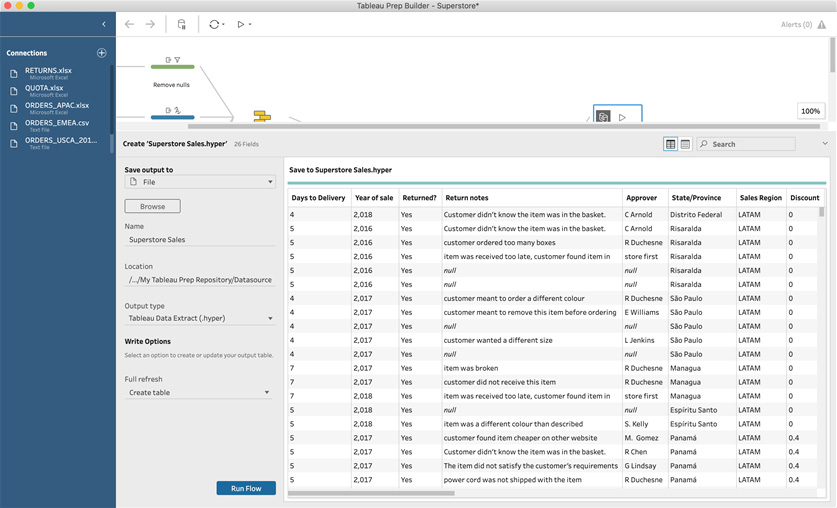 Tableau Prep Builder - Superstore*
Alerts (0)
Connections
RETURNS.xlsx
Microsoft Excel
QUOTA.xlsx
Microsoft Excel
ORDERS_APAC.xlsx
Microsoft Excel
ORDERS_EMEA.csv
Text file
ORDERS_USCA_201...
Text file
Remove nulls
100%
Create 'Superstore Sales.hyper' 26 Fields
Search
Save output to
File
Browse
Name
Superstore Sales
Location
/.../My Tableau Prep Repository/Datasource
Output type
Tableau Data Extract (.hyper)
Write Options
Select an option to create or update your output table.
Full refresh
Create table
Run Flow
Save to Superstore Sales.hyper
Days to Delivery Year of sale Returned? Return notes Approver State/Province Sales Region Discount
4 2,018 Yes Customer didn't know the item was in the basket. C Arnold Distrito Federal LATAM 0
5 2,016 Yes Customer didn't know the item was in the basket. C Arnold Risaralda LATAM 0
5 2,016 Yes customer ordered too many boxes R Duchesne Risaralda LATAM 0
5 2,016 Yes item was received too late, customer found item in store first Risaralda LATAM 0
5 2,016 Yes null null Risaralda LATAM 0
5 2,016 Yes null null Risaralda LATAM 0
4 2,017 Yes customer meant to order a different colour R Duchesne São Paulo LATAM 0
4 2,017 Yes customer meant to remove this item before ordering E Williams São Paulo LATAM 0
4 2,017 Yes null null São Paulo LATAM 0
4 2,017 Yes customer wanted a different size L Jenkins São Paulo LATAM 0
4 2,017 Yes null null São Paulo LATAM 0
7 2,017 Yes item was broken R Duchesne Managua LATAM 0
7 2,017 Yes customer did not receive this item R Duchesne Managua LATAM 0
7 2,017 Yes item was received too late, customer found item in store first Managua LATAM 0
5 2,018 Yes null null Espírito Santo LATAM 0
5 2,018 Yes item was a different colour than described S. Kelly Espírito Santo LATAM 0
5 2,017 Yes customer found item cheaper on other website M. Gomez Panamá LATAM 0.4
5 2,017 Yes Customer didn't know the item was in the basket. R Chen Panamá LATAM 0.4
5 2,017 Yes The item did not satisfy the customer's requirements G Lindsay Panamá LATAM 0.4
5 2,017 Yes power cord was not shipped with the item R Duchesne Panamá LATAM 0.4